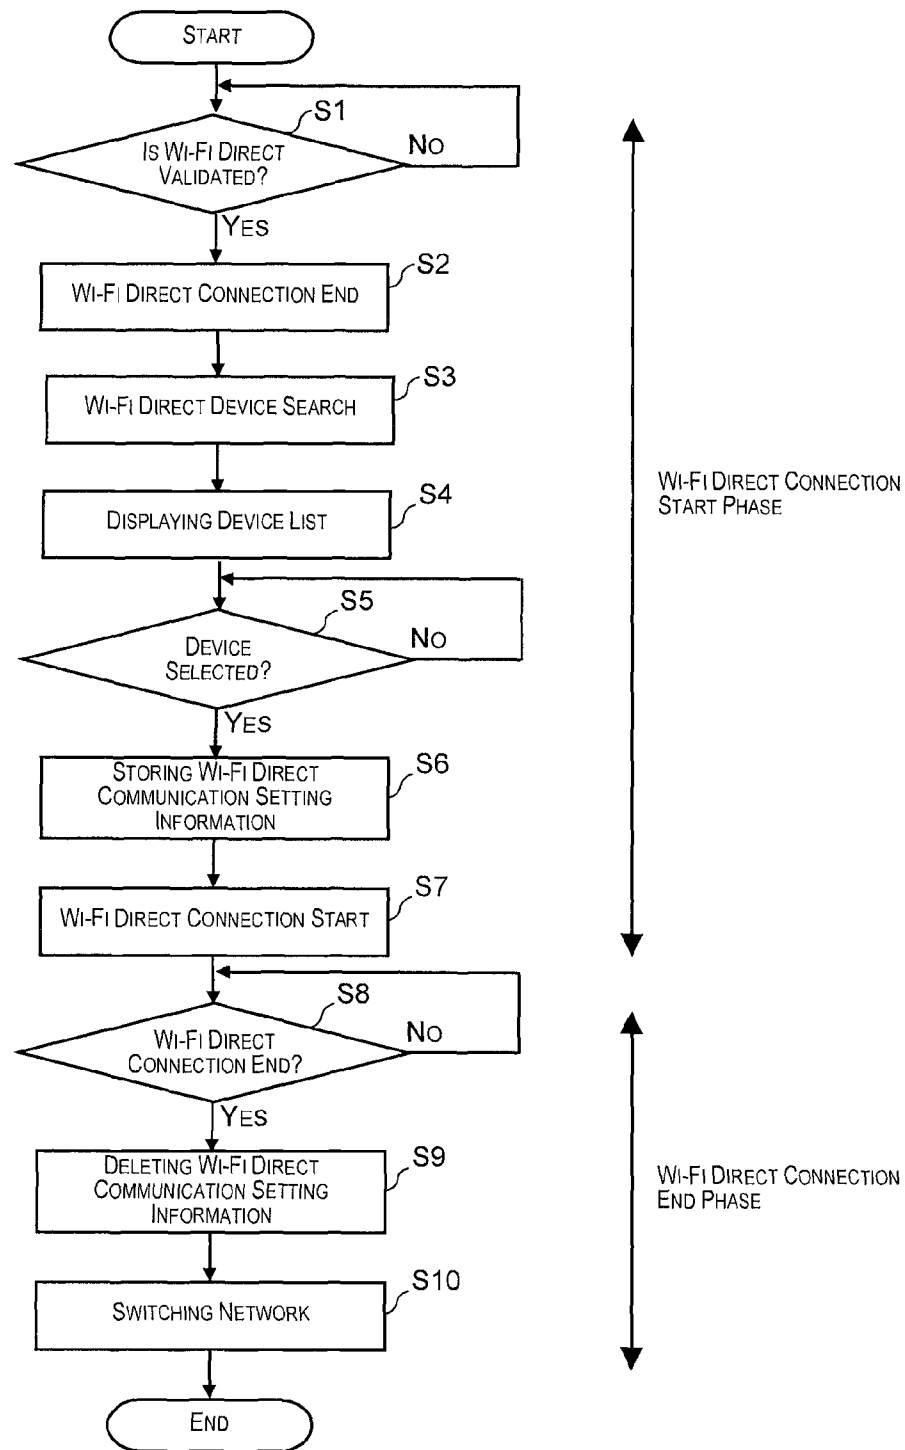 START
S1
IS WI-FI DIRECT
VALIDATED?
NO
YES
S2
WI-FI DIRECT CONNECTION END
S3
WI-FI DIRECT DEVICE SEARCH
S4
DISPLAYING DEVICE LIST
S5
DEVICE
SELECTED?
NO
YES
S6
STORING WI-FI DIRECT
COMMUNICATION SETTING
INFORMATION
S7
WI-FI DIRECT CONNECTION START
WI-FI DIRECT CONNECTION
START PHASE
S8
WI-FI DIRECT
CONNECTION END?
NO
YES
S9
DELETING WI-FI DIRECT
COMMUNICATION SETTING
INFORMATION
S10
SWITCHING NETWORK
WI-FI DIRECT CONNECTION
END PHASE
END